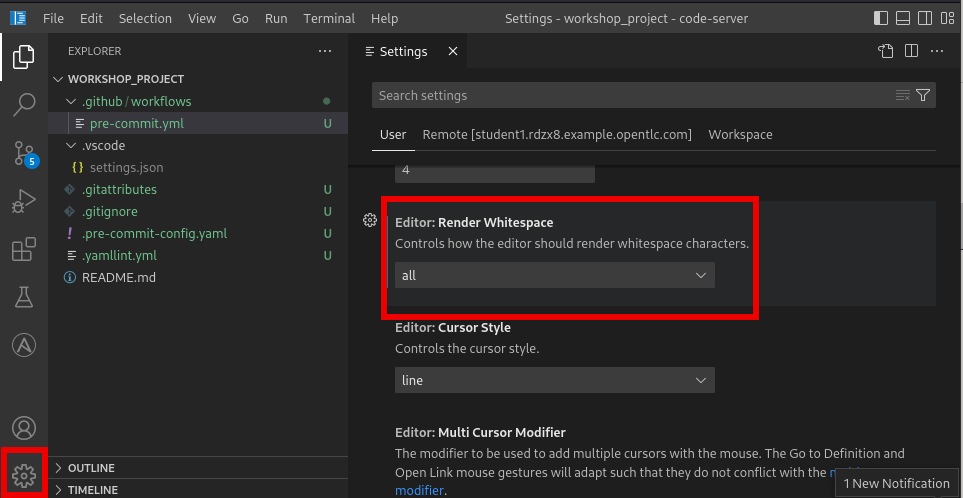 File Edit Selection View Go Run Terminal Help Settings - workshop_project - code-server
EXPLORER
WORKSHOP_PROJECT
.github / workflows
pre-commit.yml U
.vscode
{} settings.json
.gitattributes U
.gitignore U
! .pre-commit-config.yaml U
.yamllint.yml U
README.md
5
OUTLINE
TIMELINE
Settings
Search settings
User Remote [student1.rdzx8.example.opentlc.com] Workspace
4
Editor: Render Whitespace
Controls how the editor should render whitespace characters.
all
Editor: Cursor Style
Controls the cursor style.
line
Editor: Multi Cursor Modifier
The modifier to be used to add multiple cursors with the mouse. The Go to Definition and
Open Link mouse gestures will adapt such that they do not conflict with the
modifier.
1 New Notification